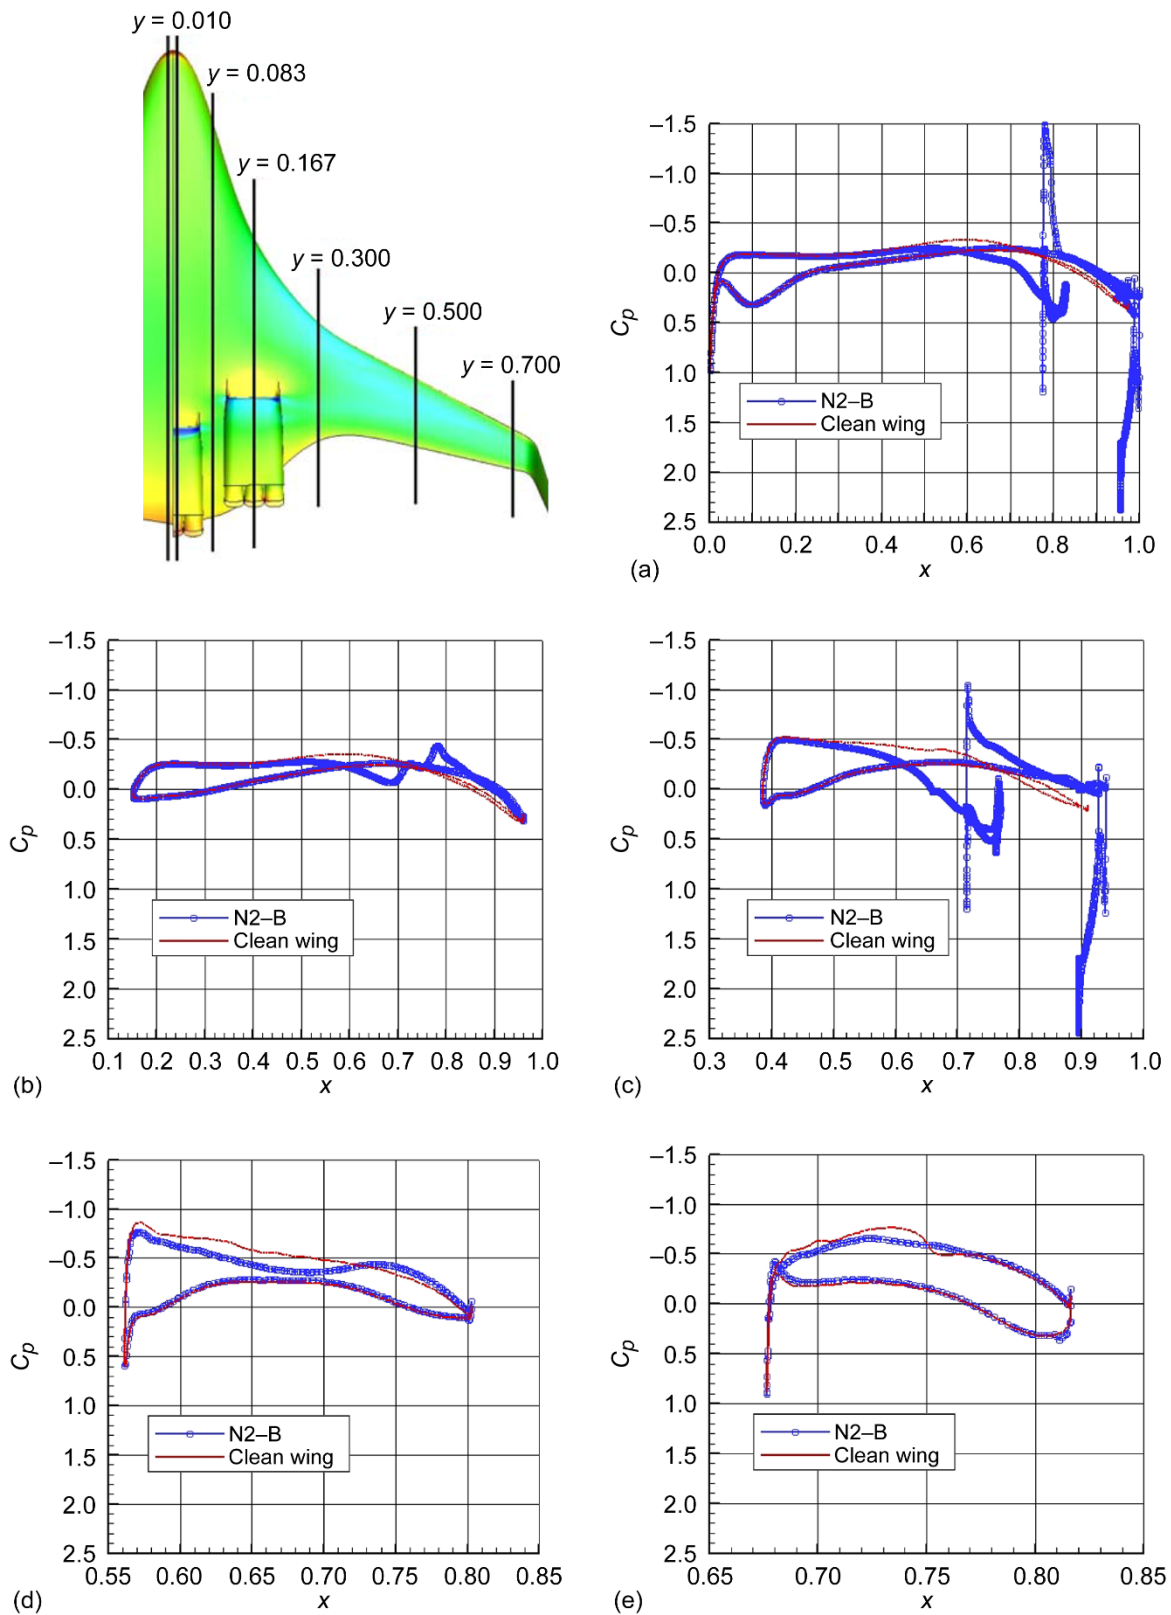 y = 0.010
y = 0.083
y = 0.167
y = 0.300
y = 0.500
y = 0.700
–1.5
–1.0
–0.5
0.0
0.5
1.0
1.5
2.0
2.5
Cp
N2–B
Clean wing
0.0 0.2 0.4 0.6 0.8 1.0
x
(a)
–1.5
–1.0
–0.5
0.0
0.5
1.0
1.5
2.0
2.5
Cp
N2–B
Clean wing
0.1 0.2 0.3 0.4 0.5 0.6 0.7 0.8 0.9 1.0
x
(b)
–1.5
–1.0
–0.5
0.0
0.5
1.0
1.5
2.0
2.5
Cp
N2–B
Clean wing
0.3 0.4 0.5 0.6 0.7 0.8 0.9 1.0
x
(c)
–1.5
–1.0
–0.5
0.0
0.5
1.0
1.5
2.0
2.5
Cp
N2–B
Clean wing
0.55 0.60 0.65 0.70 0.75 0.80 0.85
x
(d)
–1.5
–1.0
–0.5
0.0
0.5
1.0
1.5
2.0
2.5
Cp
N2–B
Clean wing
0.65 0.70 0.75 0.80 0.85
x
(e)